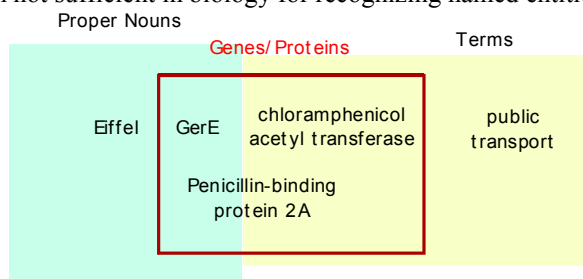 not sufficient in biology for recognizing named
Proper Nouns
Genes/Proteins
Terms
Eiffel
GerE
chloramphenicol
acetyl transferase
public
transport
Penicillin-binding
protein 2A